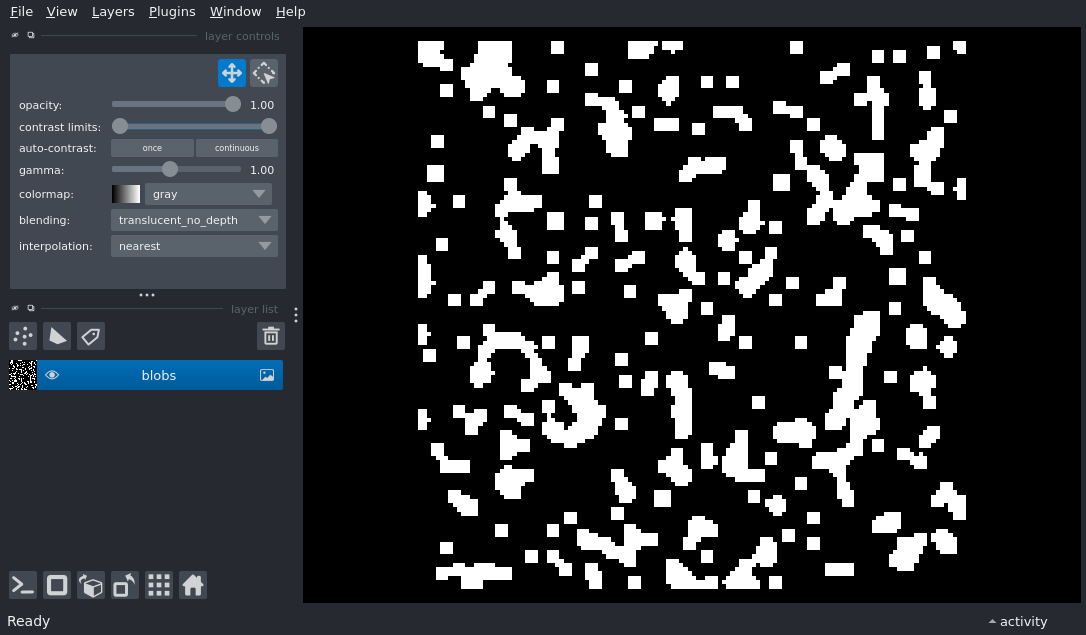 File View Layers Plugins Window Help
layer controls
opacity: 1.00
contrast limits:
auto-contrast: once continuous
gamma: 1.00
colormap: gray
blending: translucent_no_depth
interpolation: nearest
layer list
blobs
Ready activity